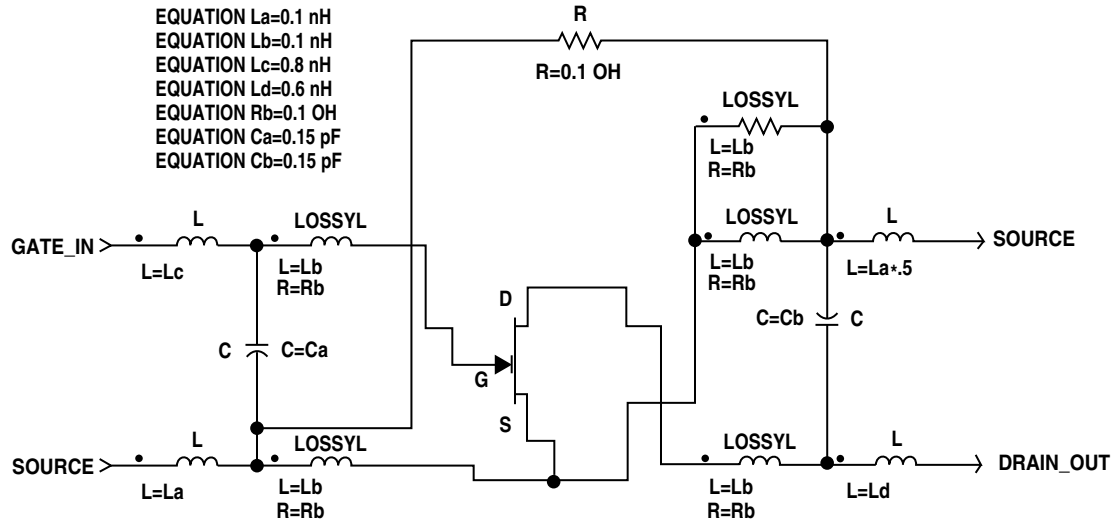 EQUATION La=0.1 nH
EQUATION Lb=0.1 nH
EQUATION Lc=0.8 nH
EQUATION Ld=0.6 nH
EQUATION Rb=0.1 OH
EQUATION Ca=0.15 pF
EQUATION Cb=0.15 pF
R
R=0.1 OH
LOSSYL
L=Lb
R=Rb
L
LOSSYL
GATE_IN
L=Lc
L=Lb
R=Rb
LOSSYL
L
SOURCE
L=Lb
R=Rb
L=La*.5
D
G
S
C
C=Ca
C=Cb
C
L
LOSSYL
SOURCE
L=La
L=Lb
R=Rb
LOSSYL
L
DRAIN_OUT
L=Lb
R=Rb
L=Ld